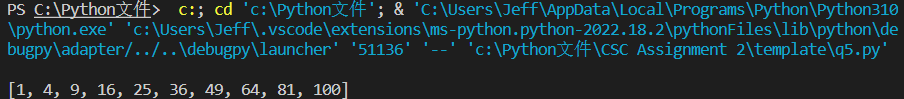 PS C:\Python文件>  c:; cd 'c:\Python文件'; & 'C:\Users\Jeff\AppData\Local\Programs\Python\Python310
\python.exe' 'c:\Users\Jeff\.vscode\extensions\ms-python.python-2022.18.2\pythonFiles\lib\python\de
bugpy\adapter/../..\debugpy\launcher' '51136' '--' 'c:\Python文件\CSC Assignment 2\template\q5.py'
[1, 4, 9, 16, 25, 36, 49, 64, 81, 100]